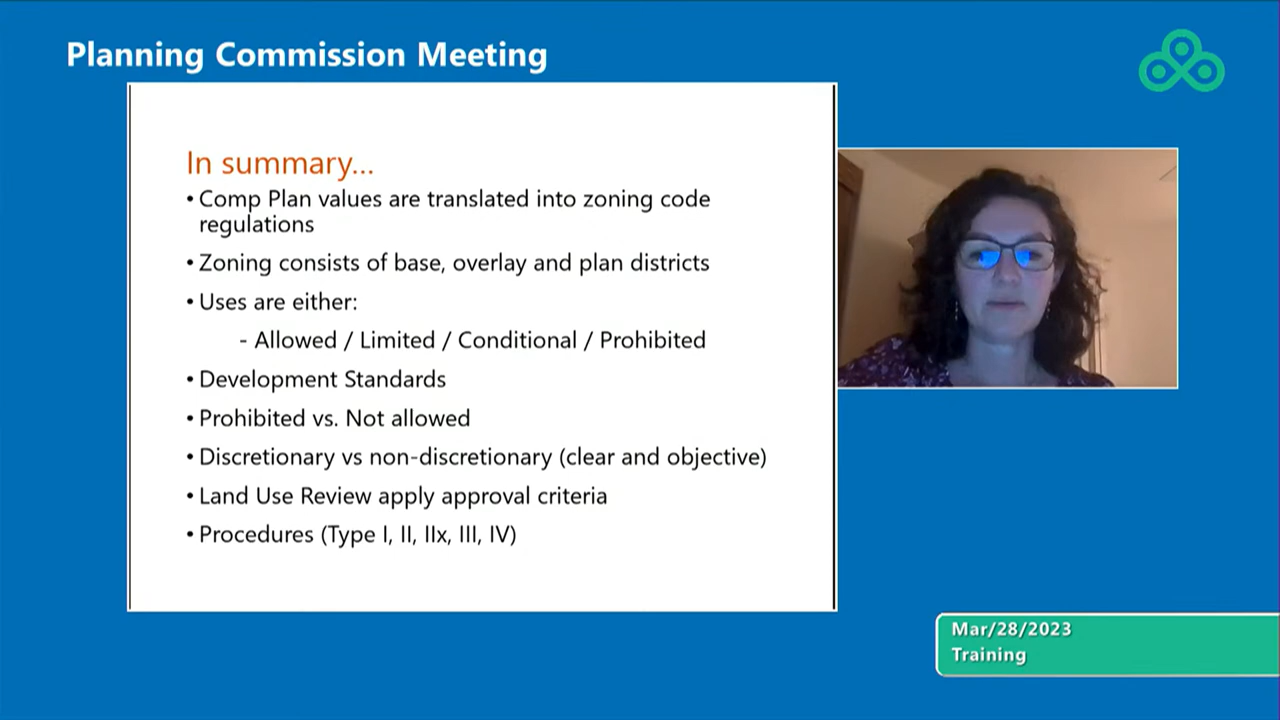 Planning Commission Meeting
In summary...
• Comp Plan values are translated into zoning code
regulations
• Zoning consists of base, overlay and plan districts
• Uses are either:
- Allowed / Limited / Conditional / Prohibited
• Development Standards
• Prohibited vs. Not allowed
• Discretionary vs non-discretionary (clear and objective)
• Land Use Review apply approval criteria
• Procedures (Type I, II, IIx, III, IV)
Mar/28/2023
Training